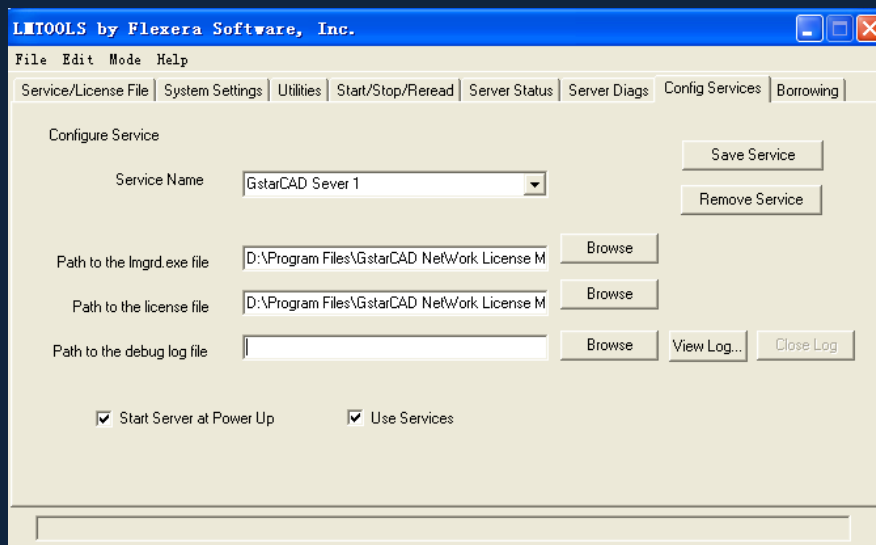 LMTOOLS by Flexera Software, Inc.
File Edit Mode Help
Service/License File System Settings Utilities Start/Stop/Reread Server Status Server Diags Config Services Borrowing
Configure Service
Save Service
Service Name GstarCAD Sever 1
Remove Service
Path to the lmgrd.exe file D:\Program Files\GstarCAD NetWork License M Browse
Path to the license file D:\Program Files\GstarCAD NetWork License M Browse
Path to the debug log file Browse View Log... Close Log
Start Server at Power Up Use Services